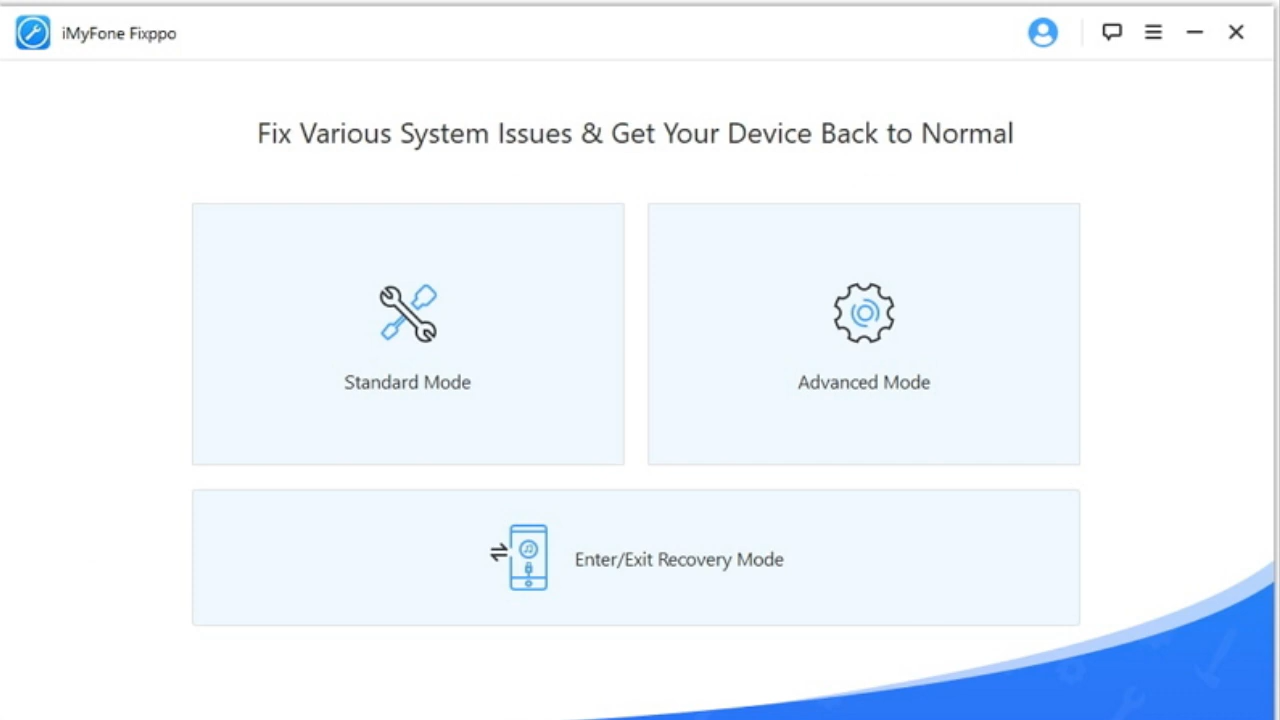 iMyFone Fixppo
Fix Various System Issues & Get Your Device Back to Normal
Standard Mode
Advanced Mode
Enter/Exit Recovery Mode